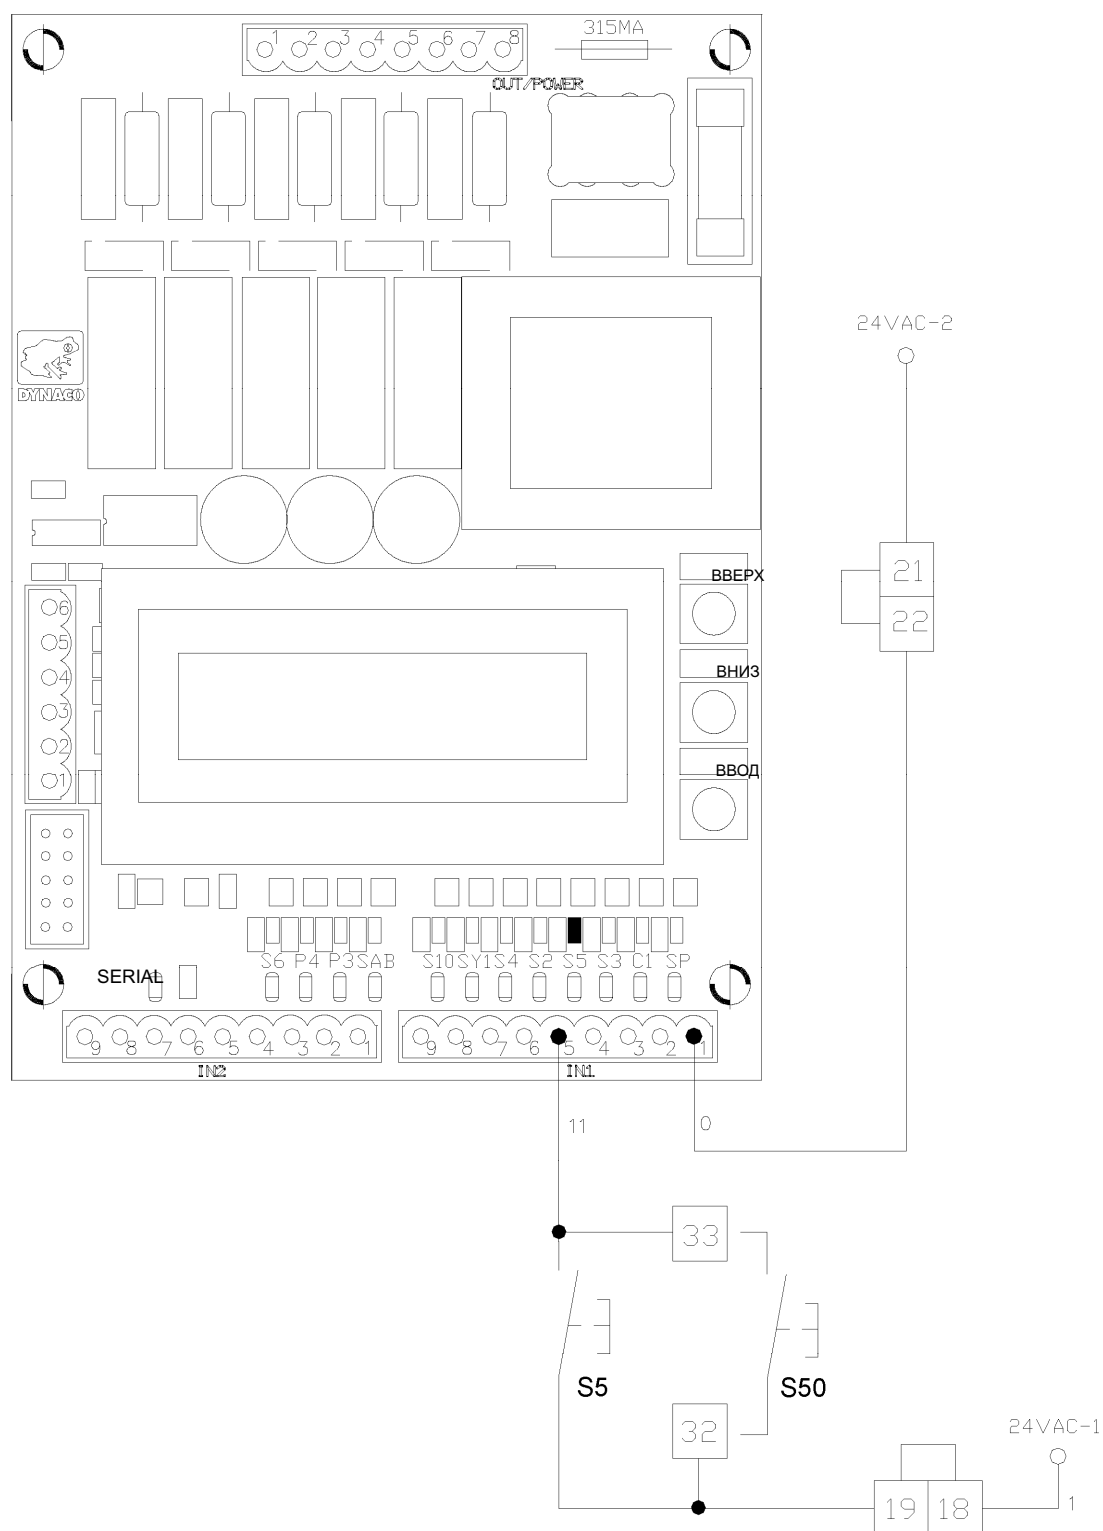 315MA
1 2 3 4 5 6 7 8
OUT/POWER
24VAC-2
DYNACO
21
ВВЕРХ
6
22
5
ВНИЗ
4
3
2
ВВОД
1
S6 P4 P3 SAB S10 SY1 S4 S2 S5 S3 C1 SP
SERIAL
9 8 7 6 5 4 3 2 1 9 8 7 6 5 4 3 2 1
IN2 IN1
11 0
33
S5 S50
32
24VAC-1
19 18 1